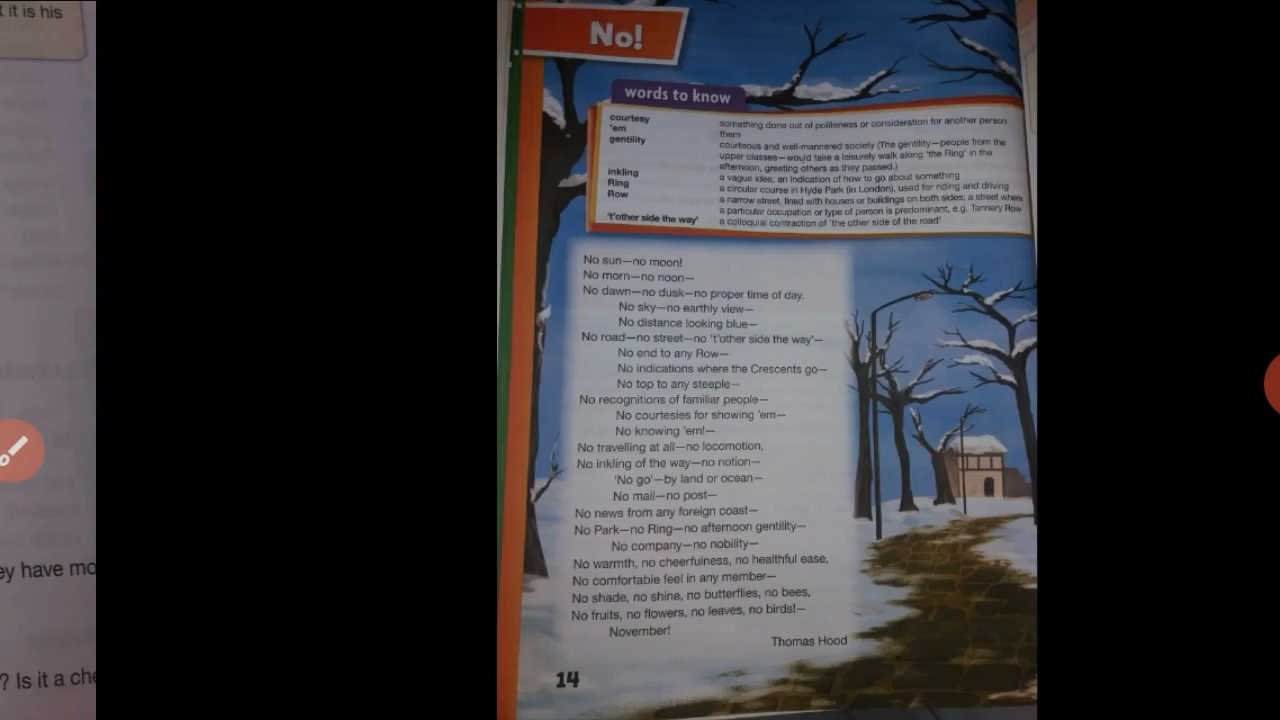 t it is his
ey have mo
? Is it a che
No!
words to know
courtesy something done out of politeness or consideration for another person
'em them
gentility courteous and well-mannered society (The gentility—people from the
upper classes—would take a leisurely walk along 'the Ring' in the
afternoon, greeting others as they passed.)
inkling a vague idea; an indication of how to go about something
Ring a circular course in Hyde Park (in London), used for riding and driving
Row a narrow street, lined with houses or buildings on both sides; a street where
a particular occupation or type of person is predominant, e.g. Tannery Row
't'other side the way' a colloquial contraction of 'the other side of the road'
No sun—no moon!
No morn—no noon—
No dawn—no dusk—no proper time of day.
No sky—no earthly view—
No distance looking blue—
No road—no street—no 't'other side the way'—
No end to any Row—
No indications where the Crescents go—
No top to any steeple—
No recognitions of familiar people—
No courtesies for showing 'em—
No knowing 'em!—
No travelling at all—no locomotion,
No inkling of the way—no notion—
'No go'—by land or ocean—
No mail—no post—
No news from any foreign coast—
No Park—no Ring—no afternoon gentility—
No company—no nobility—
No warmth, no cheerfulness, no healthful ease,
No comfortable feel in any member—
No shade, no shine, no butterflies, no bees,
No fruits, no flowers, no leaves, no birds!—
November!
Thomas Hood
14